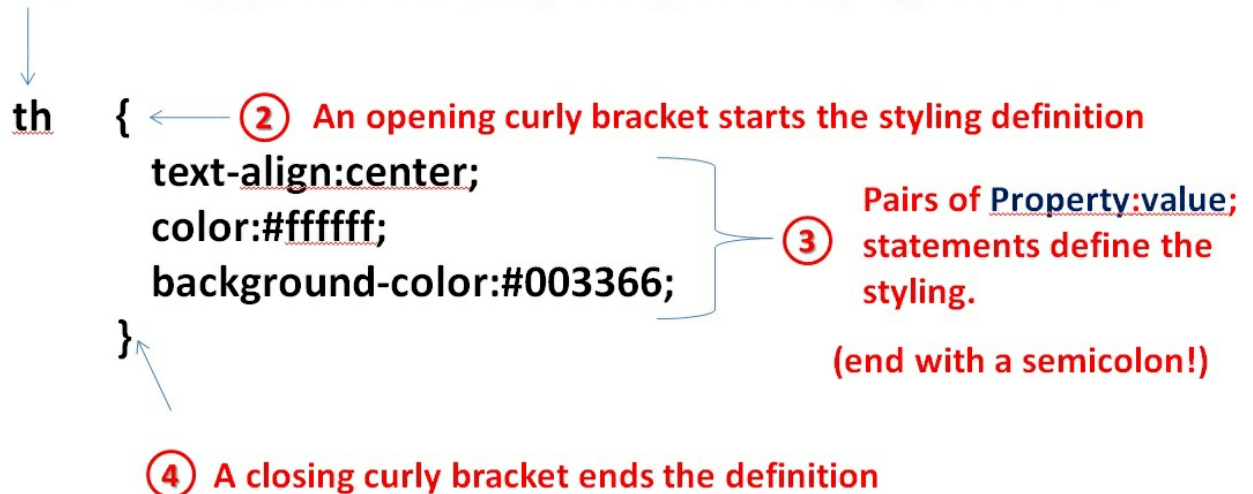 th { ② An opening curly bracket starts the styling definition
text-align:center;
color:#ffffff;
background-color:#003366;
}
③ Pairs of Property:value;
statements define the
styling.
(end with a semicolon!)
④ A closing curly bracket ends the definition